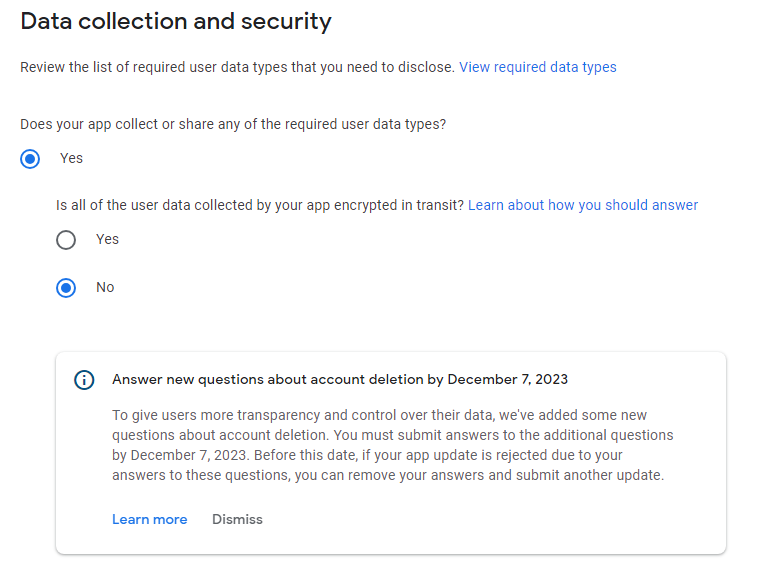 Data collection and security
Review the list of required user data types that you need to disclose. View required data types
Does your app collect or share any of the required user data types?
Yes
Is all of the user data collected by your app encrypted in transit? Learn about how you should answer
Yes
No
Answer new questions about account deletion by December 7, 2023
To give users more transparency and control over their data, we've added some new
questions about account deletion. You must submit answers to the additional questions
by December 7, 2023. Before this date, if your app update is rejected due to your
answers to these questions, you can remove your answers and submit another update.
Learn more Dismiss